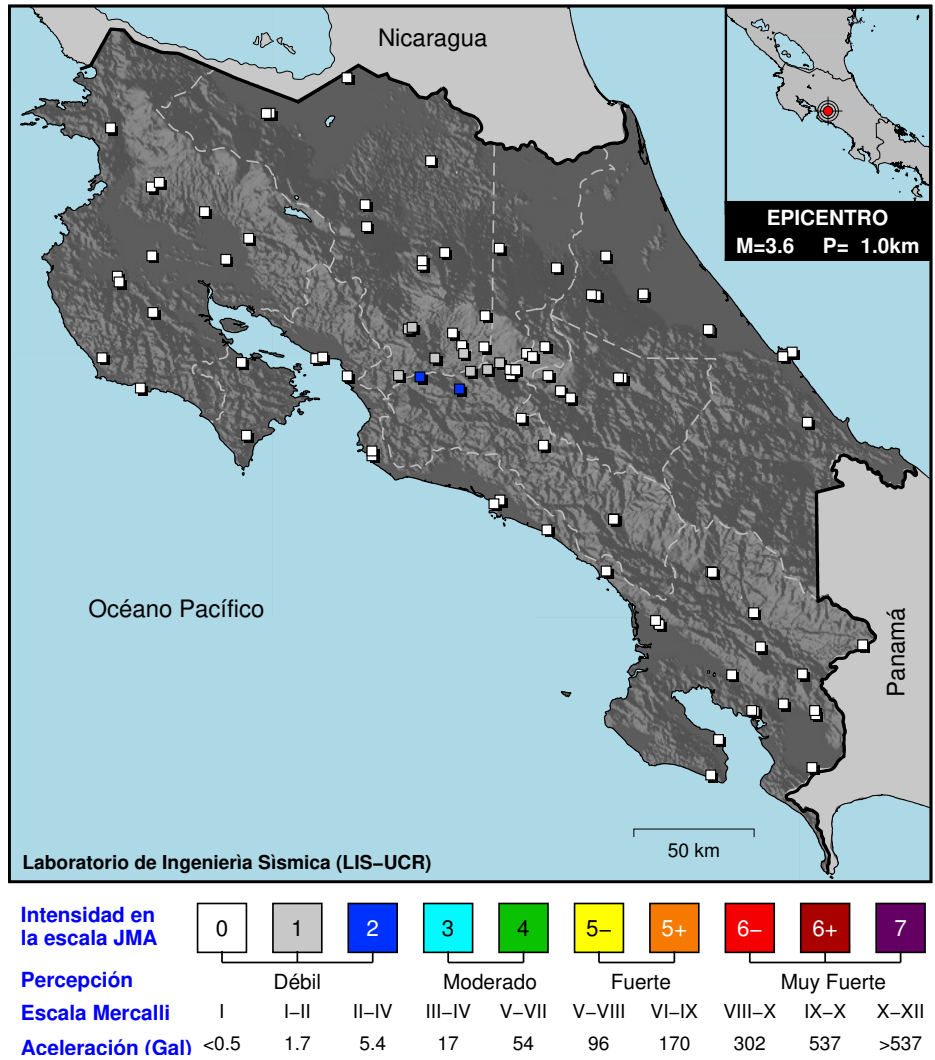 Nicaragua
EPICENTRO
M=3.6 P= 1.0km
Océano Pacífico
Panamá
50 km
Laboratorio de Ingenierìa Sìsmica (LIS−UCR)
Intensidad en
la escala JMA
0 1 2 3 4 5− 5+ 6− 6+ 7
Percepción Débil Moderado Fuerte Muy Fuerte
Escala Mercalli I I−II II−IV III−IV V−VII V−VIII VI−IX VIII−X IX−X X−XII
Aceleración (Gal) <0.5 1.7 5.4 17 54 96 170 302 537 >537